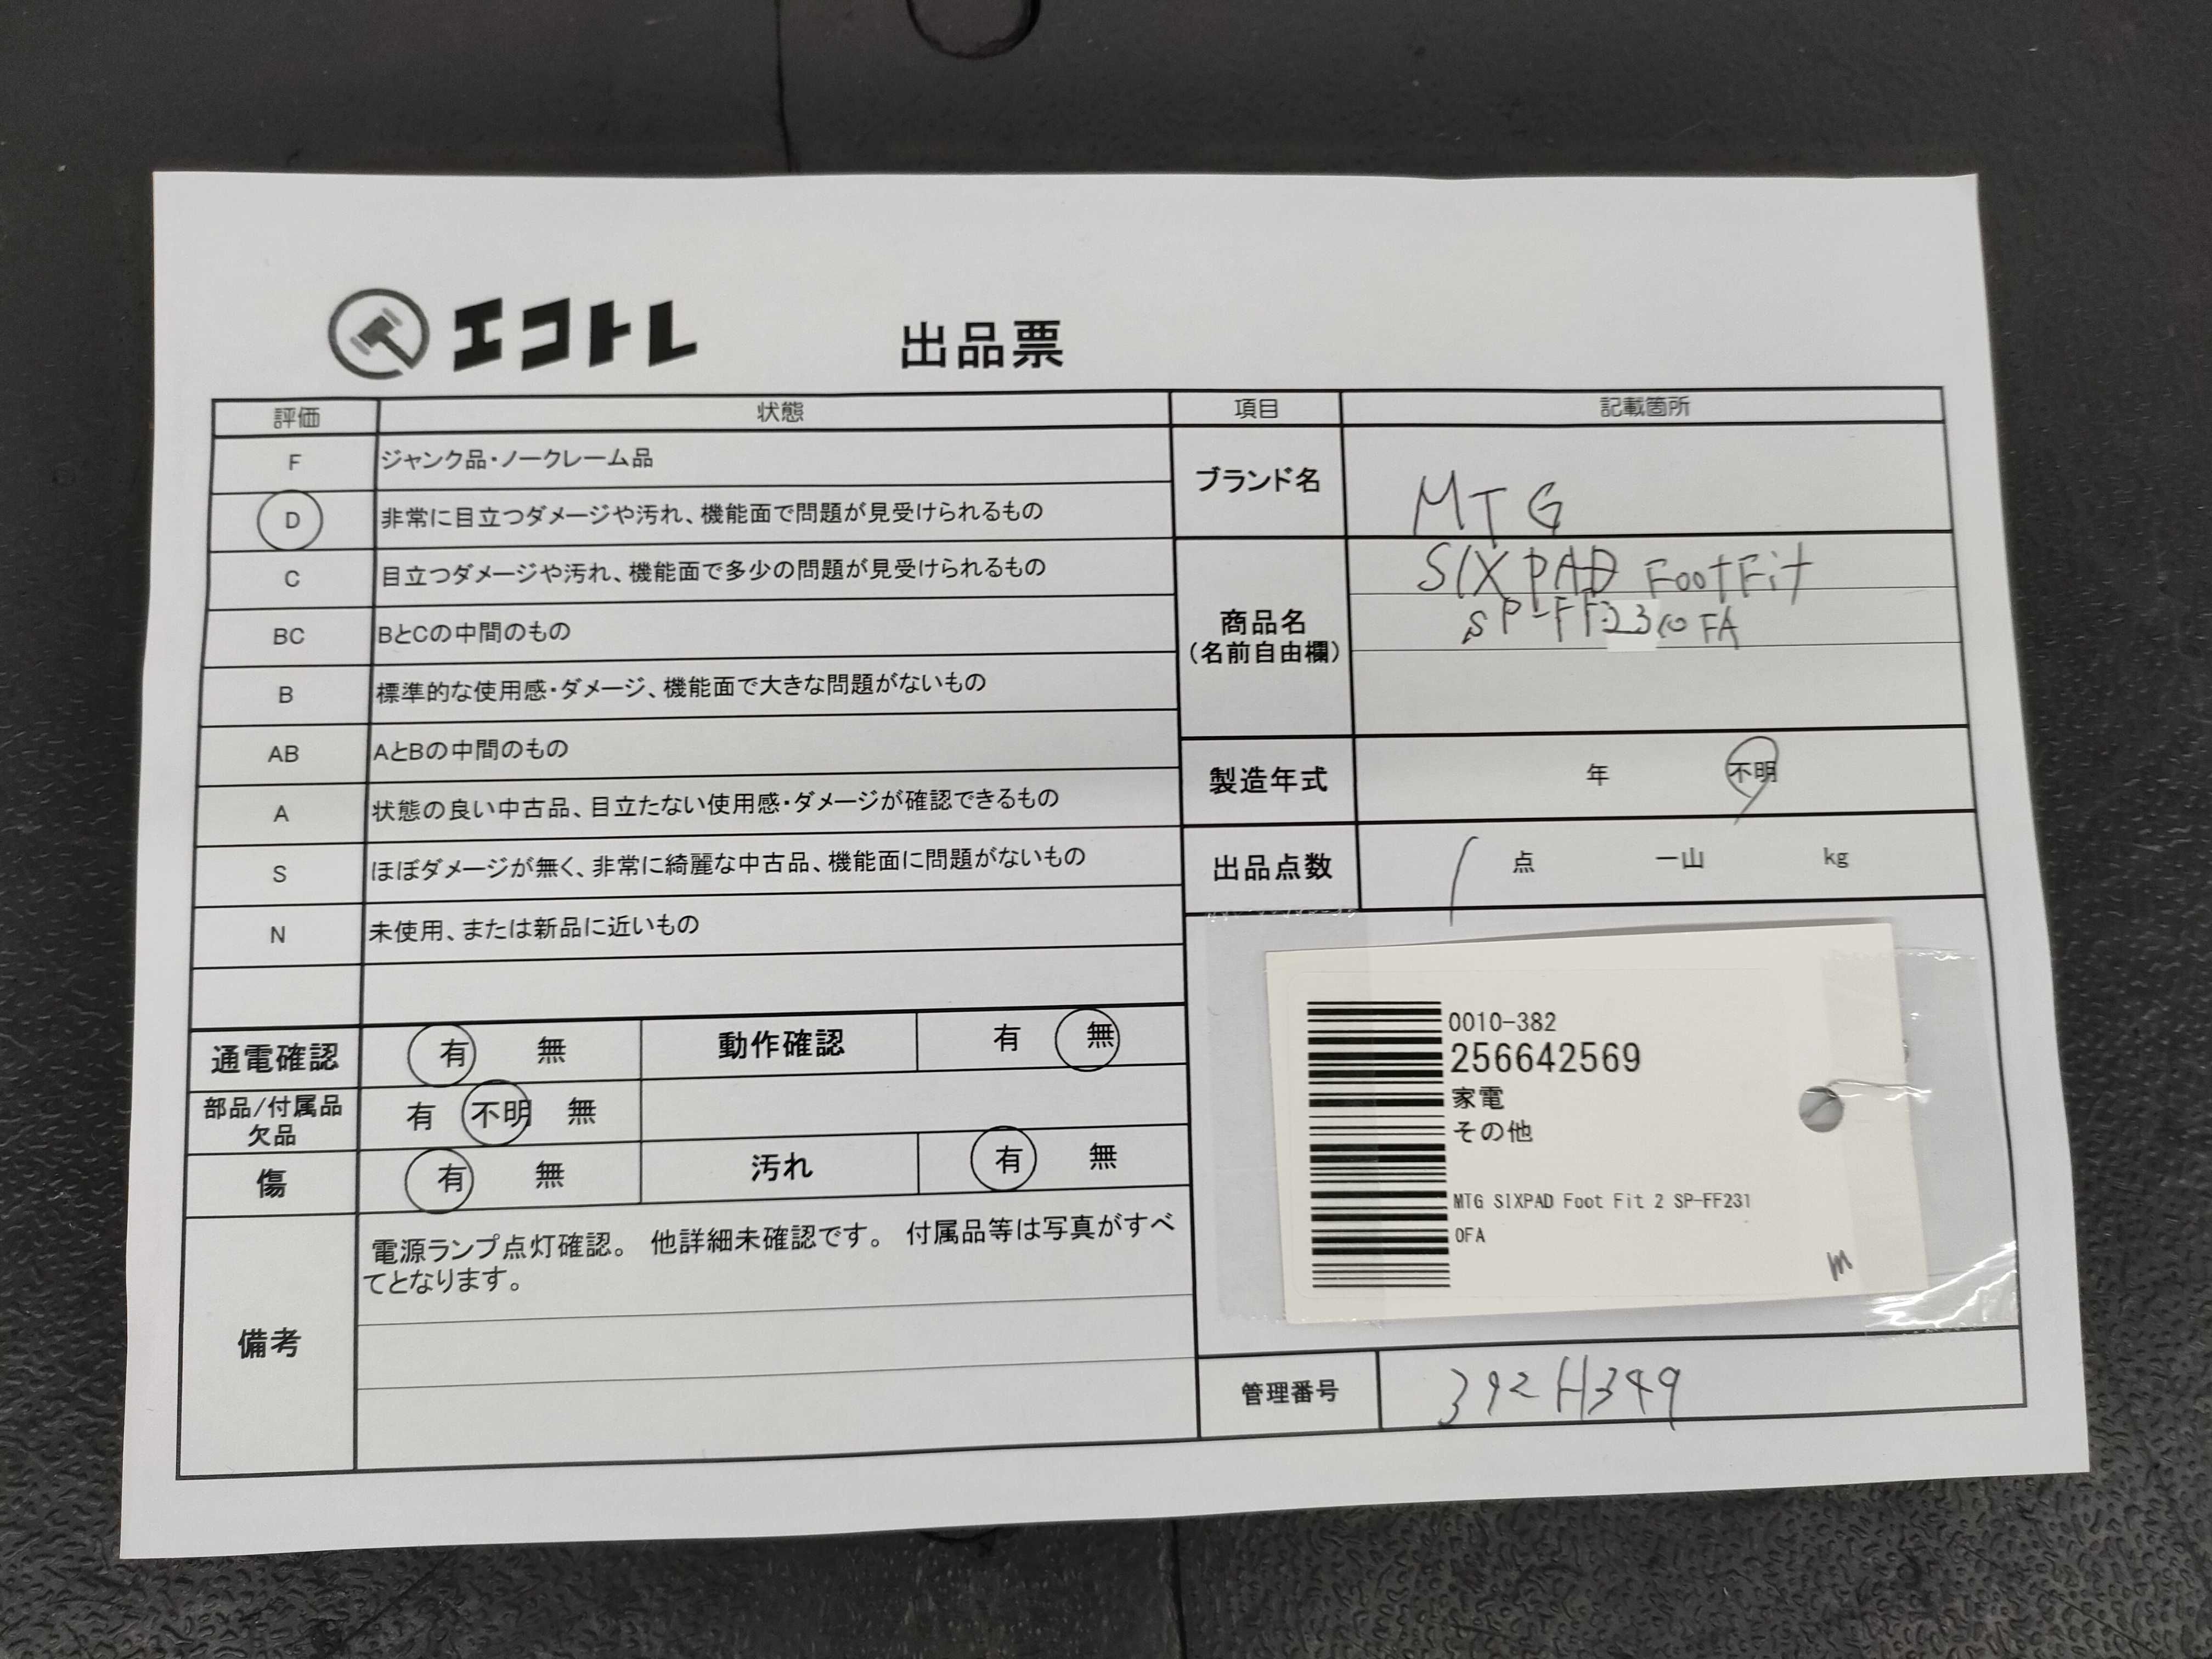 エコトレ
出品票
評価 状態
F ジャンク品・ノークレーム品
D 非常に目立つダメージや汚れ、機能面で問題が見受けられるもの
C 目立つダメージや汚れ、機能面で多少の問題が見受けられるもの
BC BとCの中間のもの
B 標準的な使用感・ダメージ、機能面で大きな問題がないもの
AB AとBの中間のもの
A 状態の良い中古品、目立たない使用感・ダメージが確認できるもの
S ほぼダメージが無く、非常に綺麗な中古品、機能面に問題がないもの
N 未使用、または新品に近いもの
通電確認 有 無 動作確認 有 無
部品/付属品
欠品
有 不明 無
傷 有 無 汚れ 有 無
備考
電源ランプ点灯確認。 他詳細未確認です。 付属品等は写真がすべ
てとなります。
項目 記載箇所
ブランド名 MTG
商品名
(名前自由欄)
SIXPAD FootFit
SP-FF2310FA
製造年式 年 不明
出品点数 1 点 一山 kg
0010-382
256642569
家電
その他
MTG SIXPAD Foot Fit 2 SP-FF231
0FA
m
管理番号 392H349